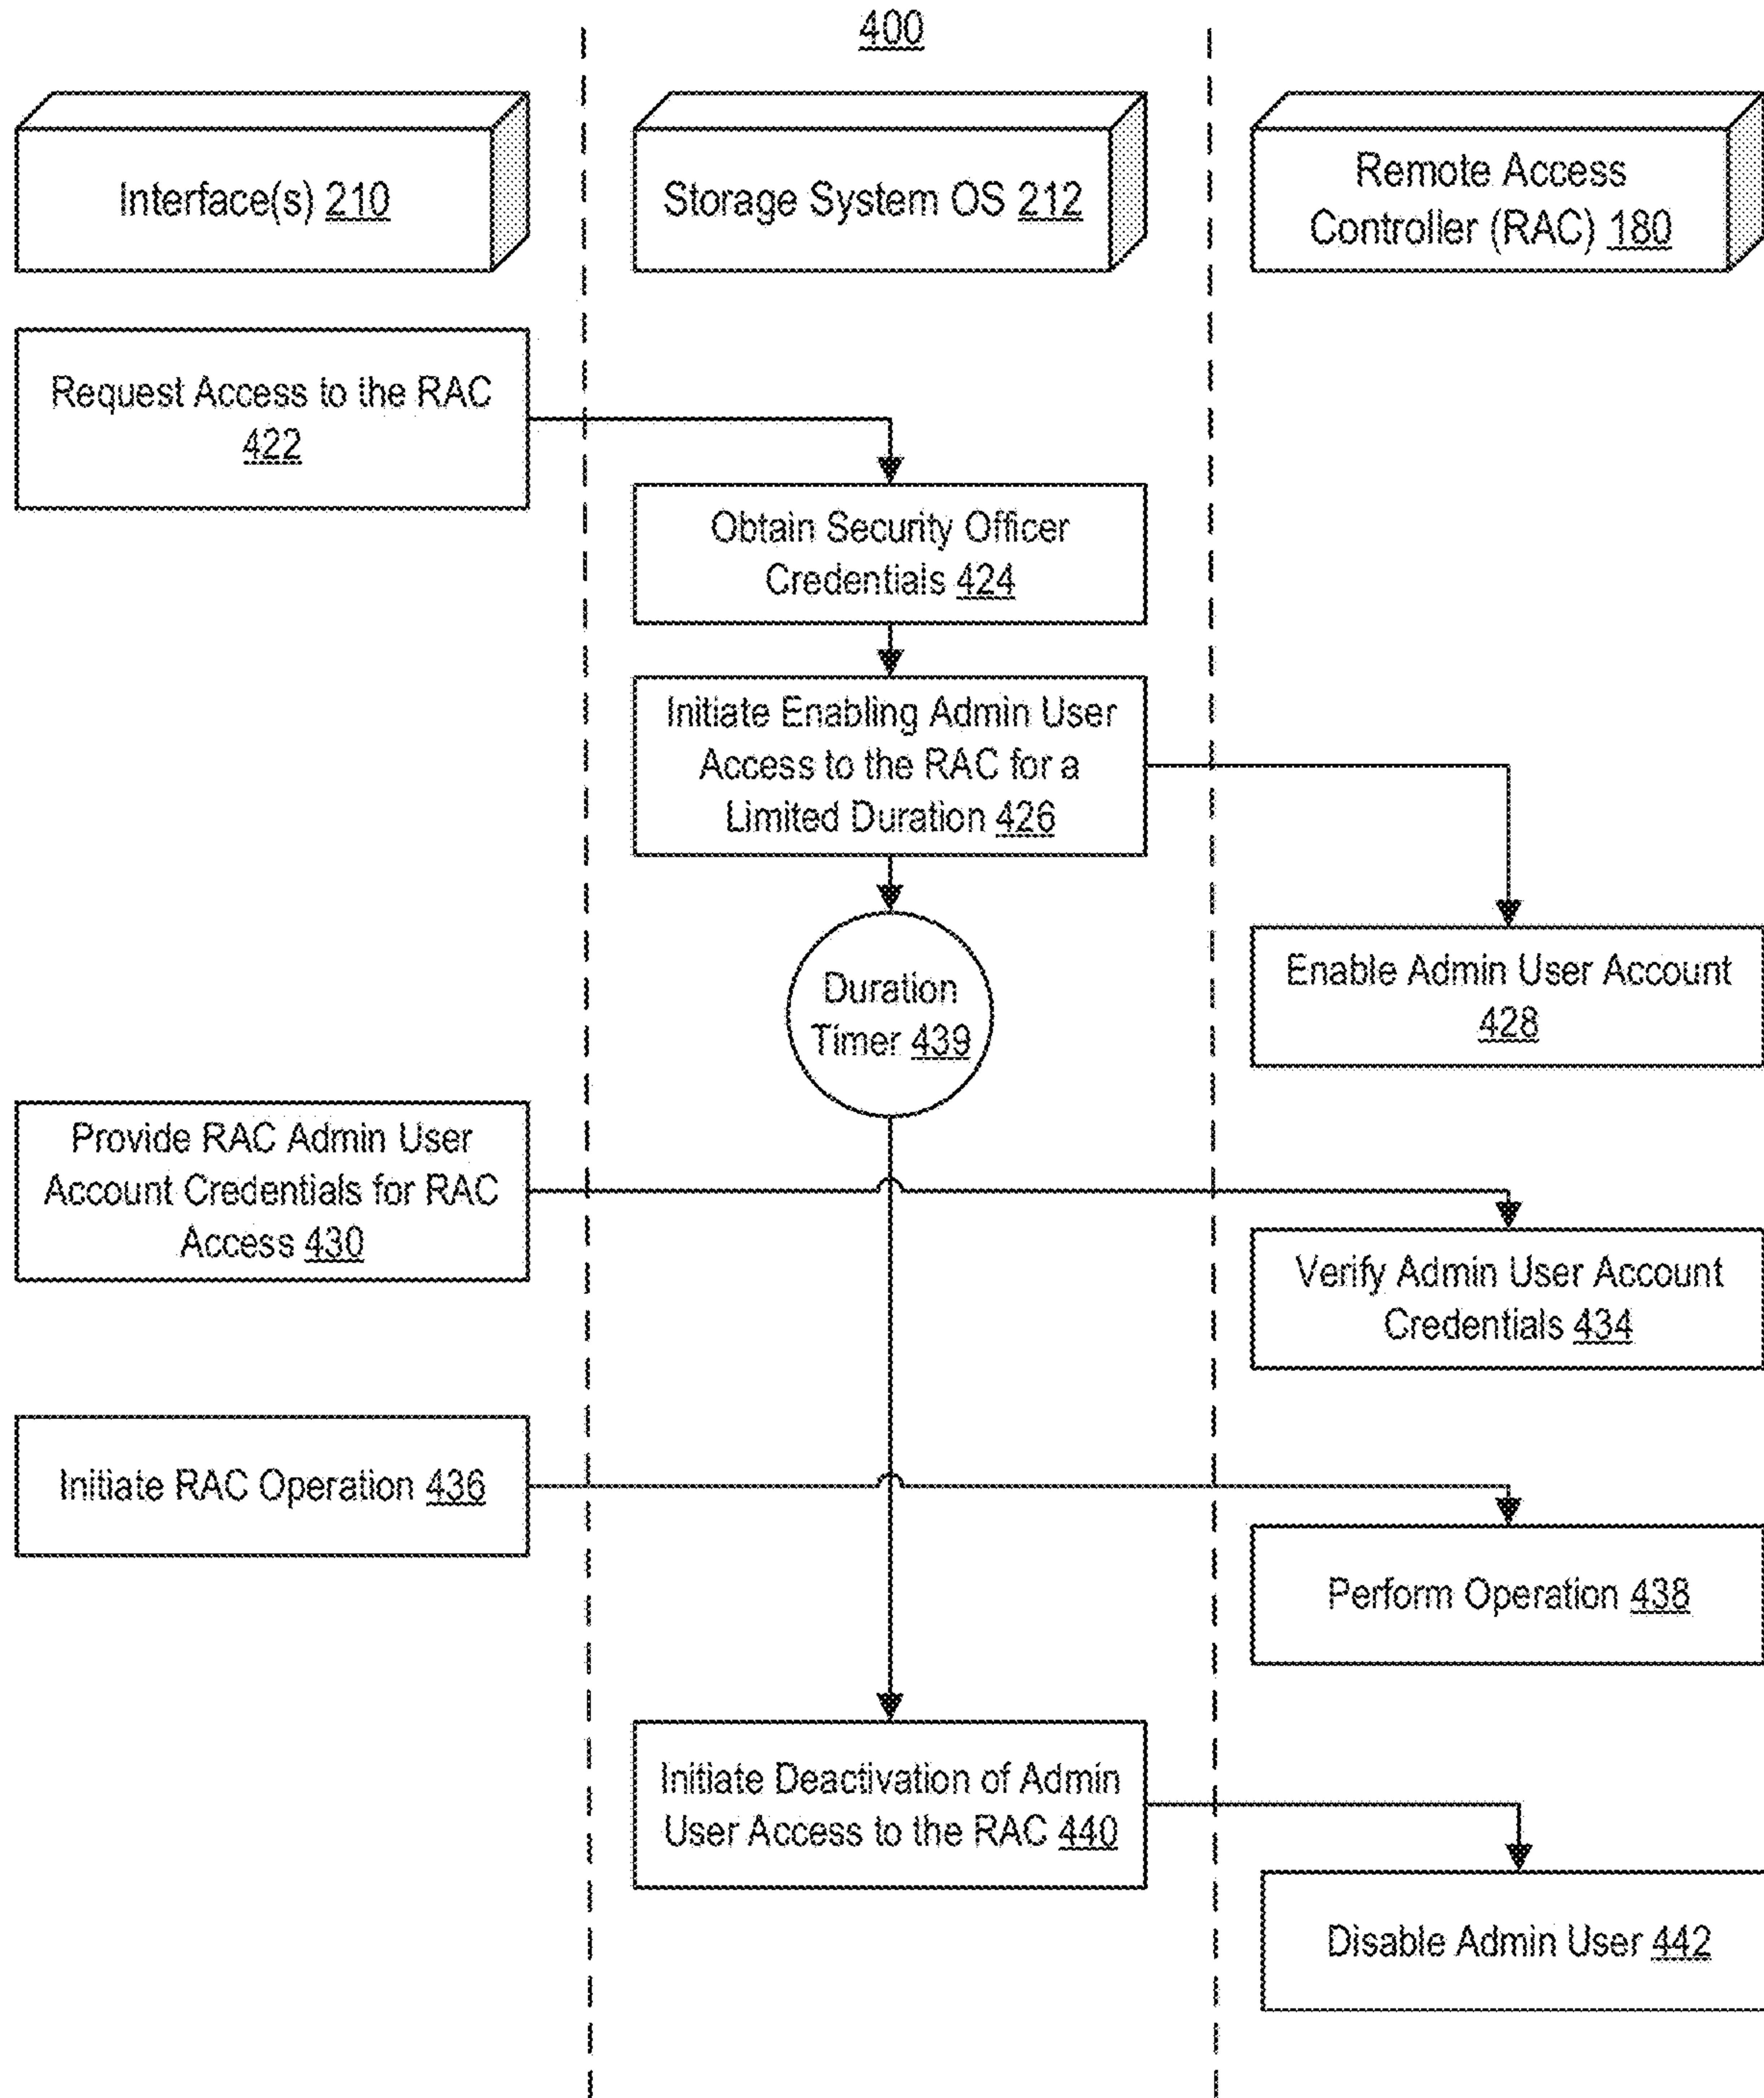 400
Interface(s) 210
Storage System OS 212
Remote Access
Controller (RAC) 180
Request Access to the RAC
422
Obtain Security Officer
Credentials 424
Initiate Enabling Admin User
Access to the RAC for a
Limited Duration 426
Duration
Timer 439
Enable Admin User Account
428
Provide RAC Admin User
Account Credentials for RAC
Access 430
Verify Admin User Account
Credentials 434
Initiate RAC Operation 436
Perform Operation 438
Initiate Deactivation of Admin
User Access to the RAC 440
Disable Admin User 442